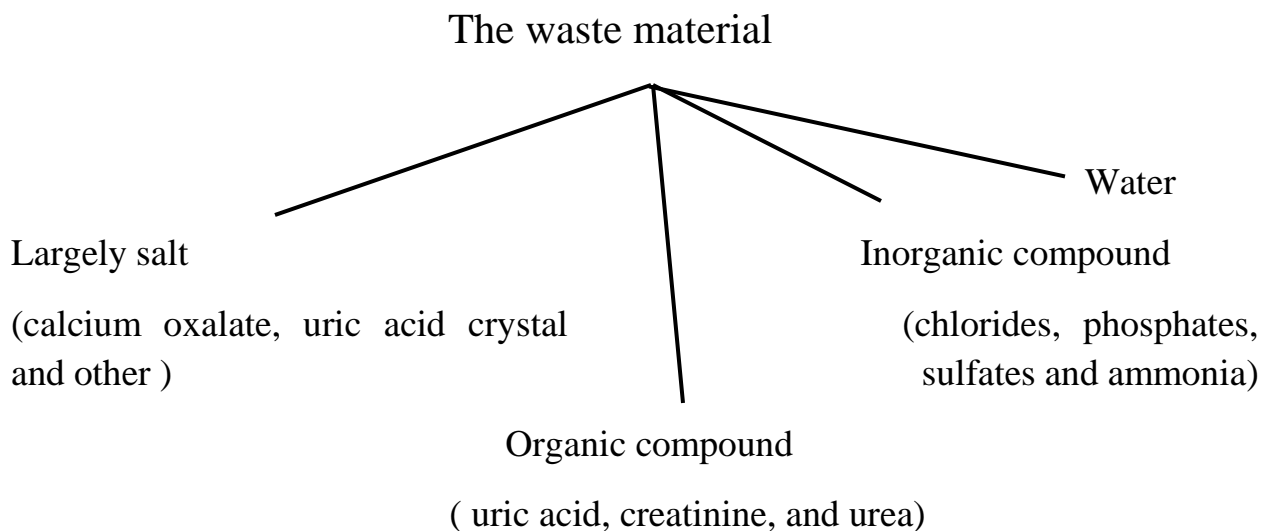 The waste material
Water
Largely salt
(calcium oxalate, uric acid crystal
and other )
Inorganic compound
(chlorides, phosphates,
sulfates and ammonia)
Organic compound
( uric acid, creatinine, and urea)